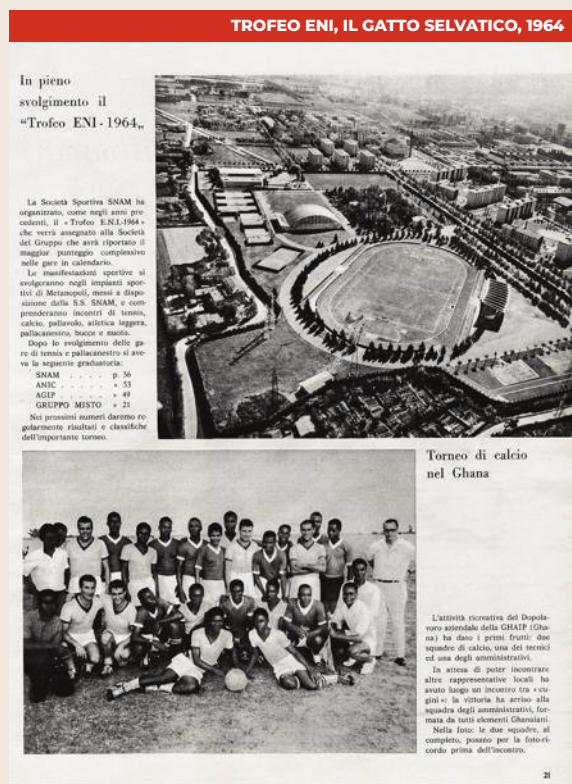 TROFEO ENI, IL GATTO SELVATICO, 1964
In pieno
svolgimento il
“Trofeo ENI - 1964„
La Società Sportiva SNAM ha
organizzato, come negli anni pre-
cedenti, il « Trofeo E.N.I.-1964 »
che verrà assegnato alla Società
del Gruppo che avrà riportato il
maggior punteggio complessivo
nelle gare in calendario.
Le manifestazioni sportive si
svolgeranno negli impianti spor-
tivi di Metanopoli, messi a dispo-
sizione dalla S.S. SNAM, e com-
prenderanno incontri di tennis,
calcio, pallavolo, atletica leggera,
pallacanestro, bocce e nuoto.
Dopo lo svolgimento delle ga-
re di tennis e pallacanestro si ave-
va la seguente graduatoria:
SNAM . . . . p. 56
ANIC . . . . . » 53
AGIP . . . . . » 49
GRUPPO MISTO » 21
Nei prossimi numeri daremo re-
golarmente risultati e classifiche
dell'importante torneo.
Torneo di calcio
nel Ghana
L'attività ricreativa del Dopola-
voro aziendale della GHAIP (Gha-
na) ha dato i primi frutti: due
squadre di calcio, una dei tecnici
ed una degli amministrativi.
In attesa di poter incontrare
altre rappresentative locali ha
avuto luogo un incontro tra « cu-
gini »: la vittoria ha arriso alla
squadra degli amministrativi, for-
mata da tutti elementi Ghanaiani.
Nella foto: le due squadre, al
completo, posano per la foto-ri-
cordo prima dell'incontro.
21